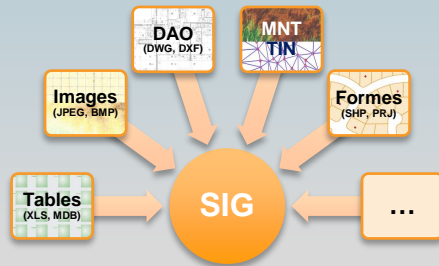 DAO
(DWG, DXF)
MNT
TIN
Images
(JPEG, BMP)
Formes
(SHP, PRJ)
Tables
(XLS, MDB)
SIG
...